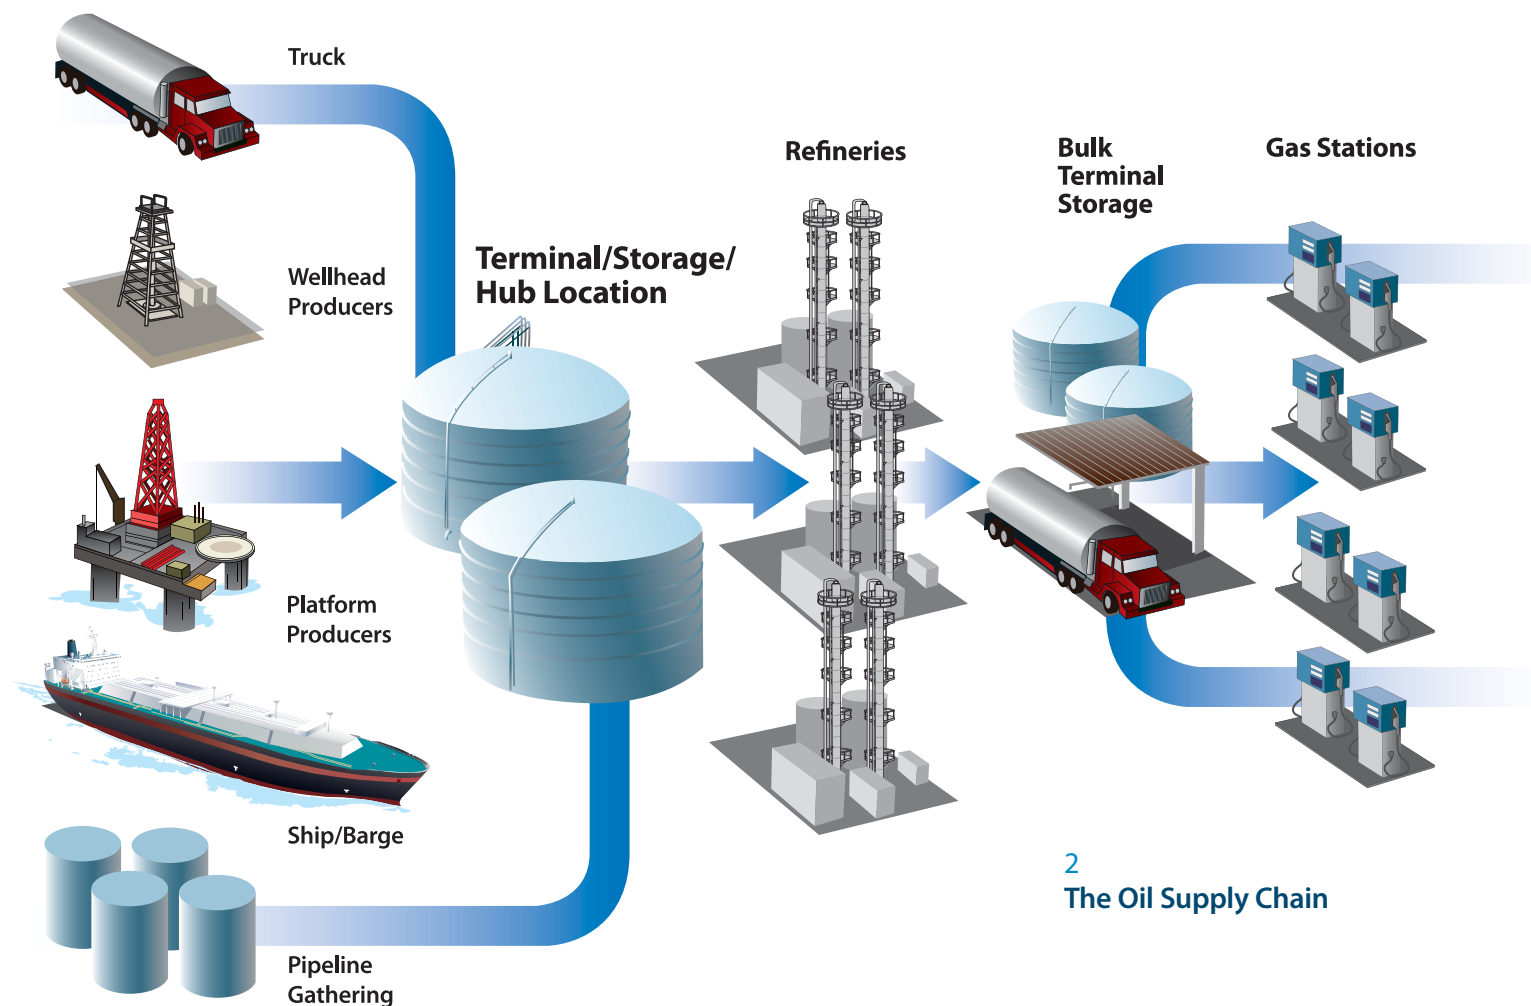 Truck
Wellhead
Producers
Platform
Producers
Ship/Barge
Pipeline
Gathering
Terminal/Storage/
Hub Location
Refineries
Bulk
Terminal
Storage
Gas Stations
2
The Oil Supply Chain